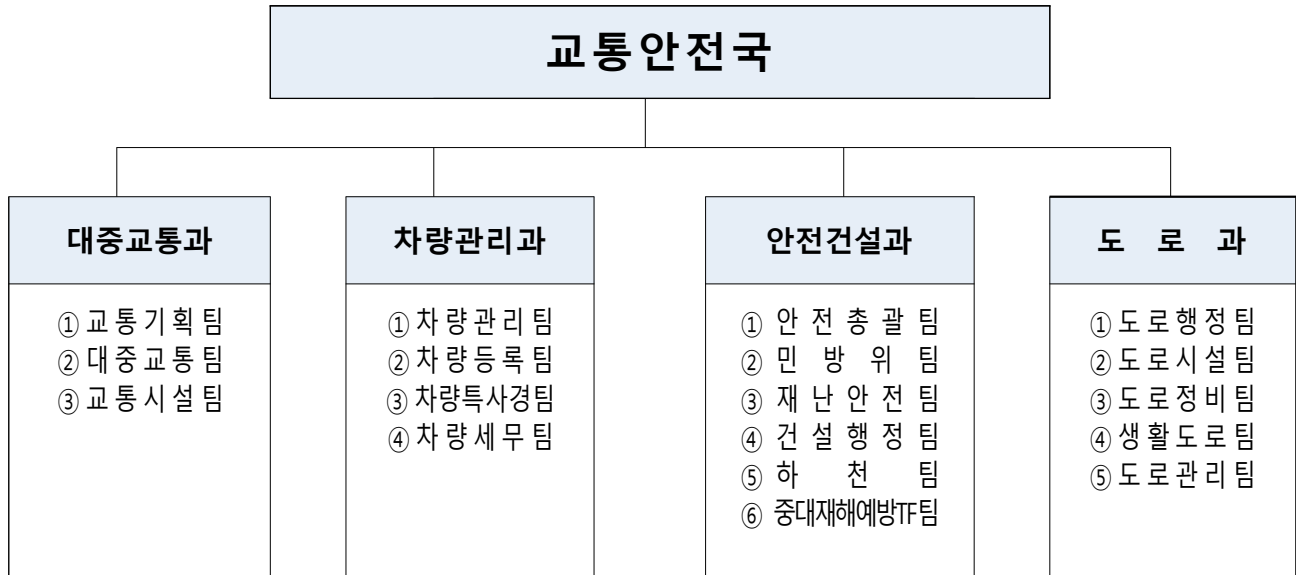 교통안전국
대중교통과
① 교통기획팀
② 대중교통팀
③ 교통시설팀
차량관리과
① 차량관리팀
② 차량등록팀
③ 차량특사경팀
④ 차량세무팀
안전건설과
① 안전총괄팀
② 민방위팀
③ 재난안전팀
④ 건설행정팀
⑤ 하천팀
⑥ 중대재해예방TF팀
도로과
① 도로행정팀
② 도로시설팀
③ 도로정비팀
④ 생활도로팀
⑤ 도로관리팀